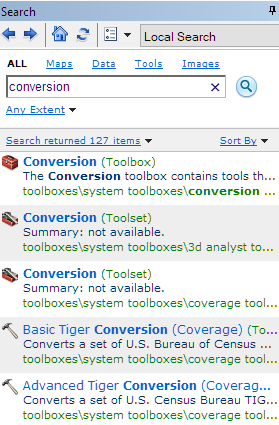 Search
Local Search
ALL Maps Data Tools Images
conversion
Any Extent
Search returned 127 items Sort By
Conversion (Toolbox)
The Conversion toolbox contains tools tha...
toolboxes\system toolboxes\conversion ...
Conversion (Toolset)
Summary: not available.
toolboxes\system toolboxes\3d analyst to...
Conversion (Toolset)
Summary: not available.
toolboxes\system toolboxes\coverage tool...
Basic Tiger Conversion (Coverage) (To...
Converts a set of U.S. Bureau of Census ...
toolboxes\system toolboxes\coverage tool...
Advanced Tiger Conversion (Coverag...
Converts a set of U.S. Census Bureau TIG...
toolboxes\system toolboxes\coverage tool...